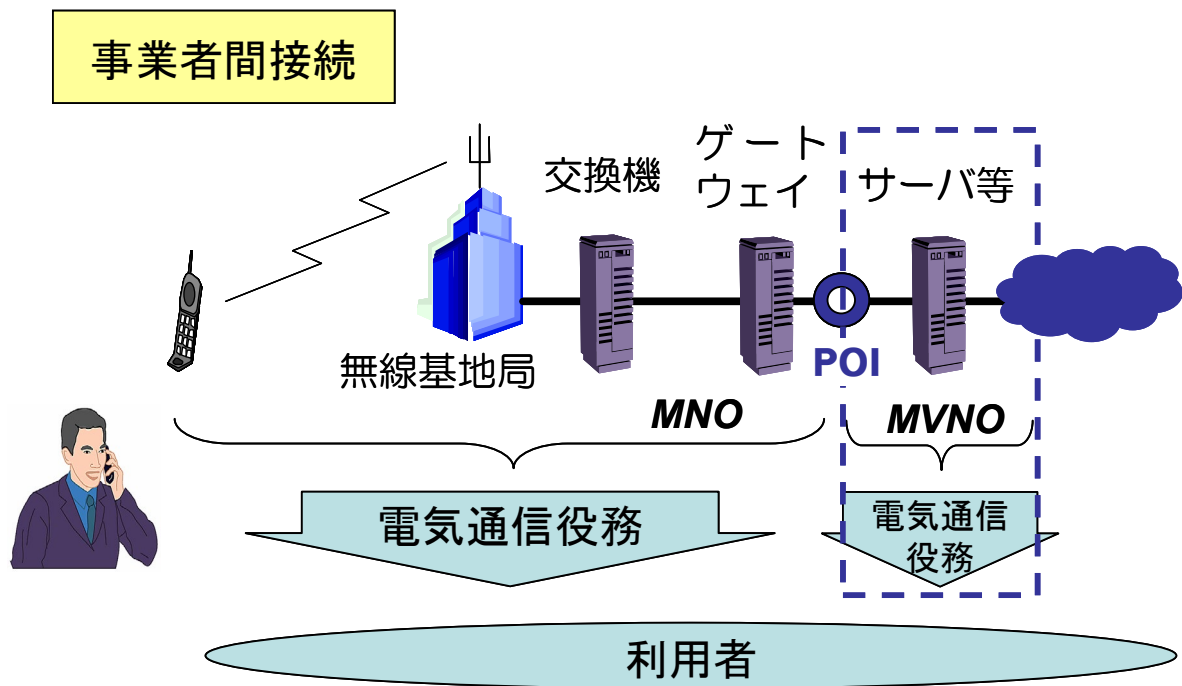 事業者間接続
交換機
ゲート
ウェイ
サーバ等
無線基地局
POI
MNO
MVNO
電気通信役務
電気通信
役務
利用者